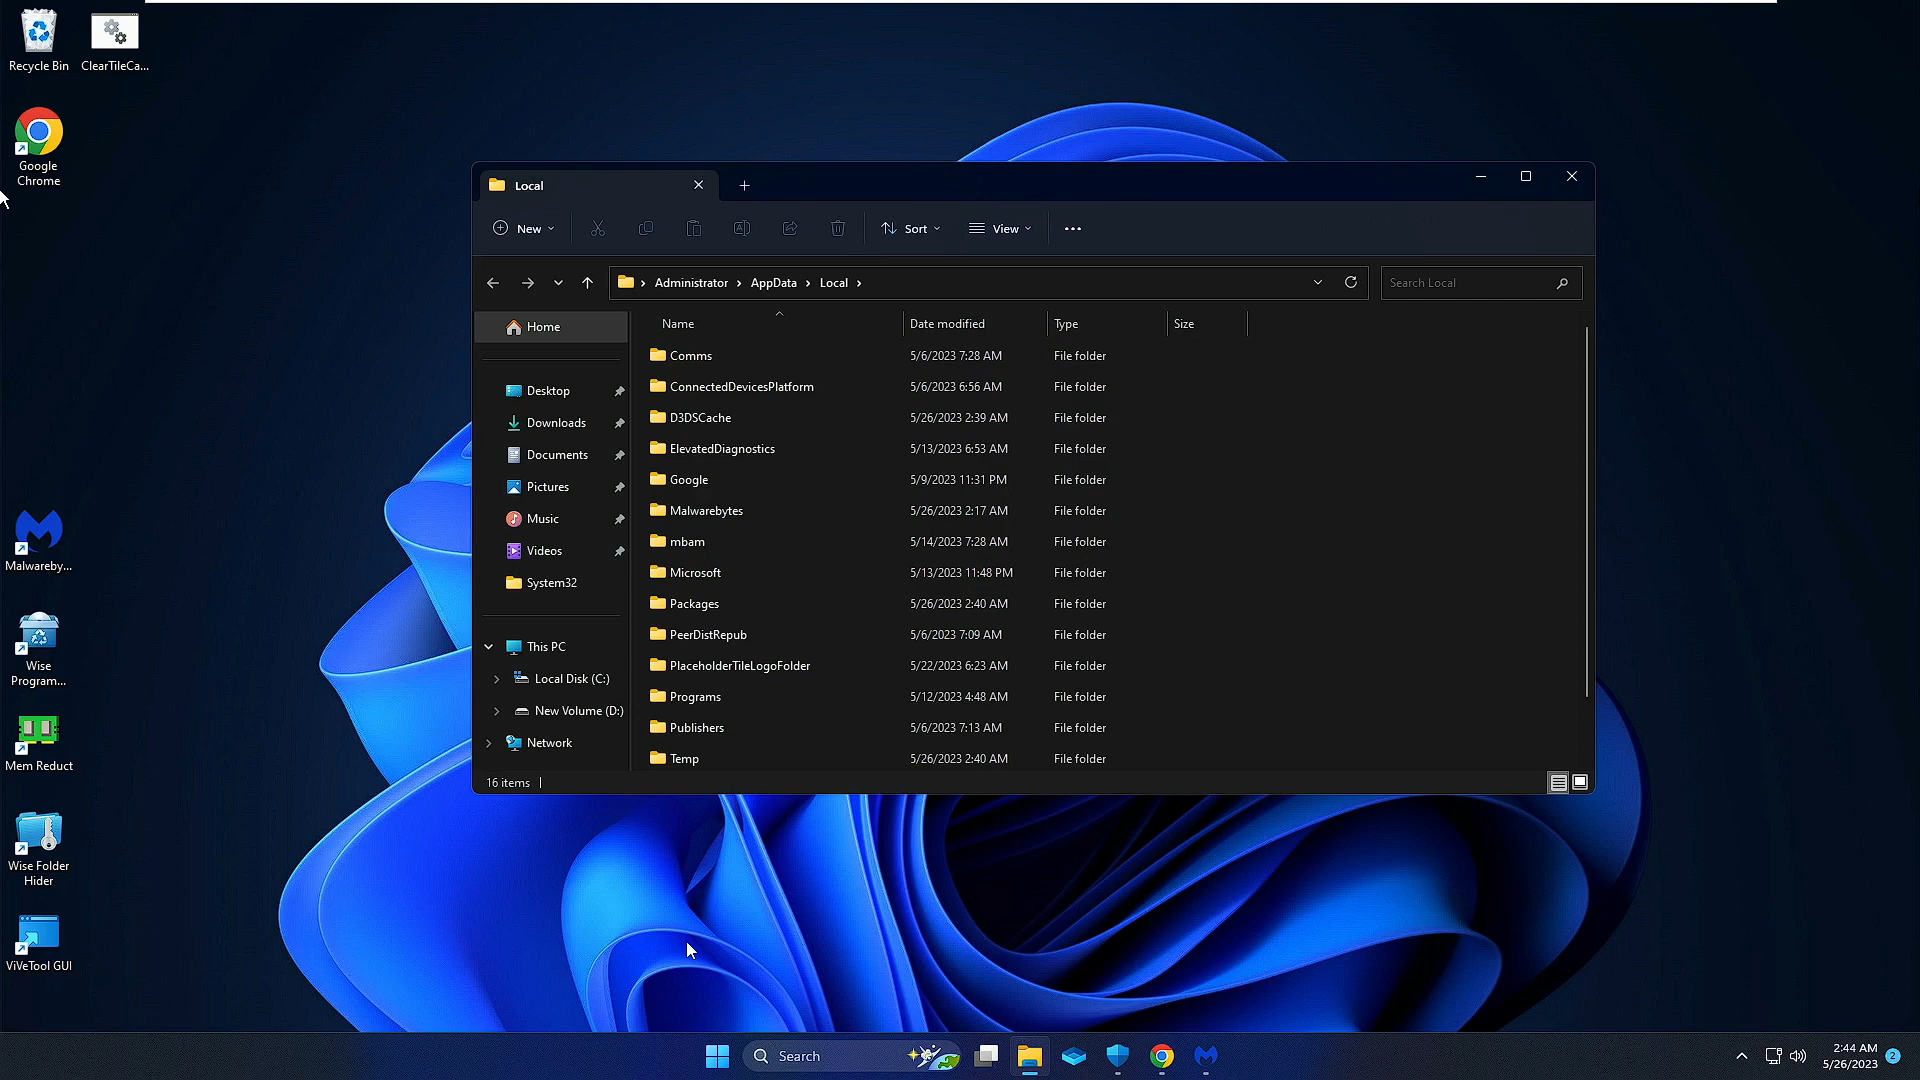 Recycle Bin
ClearTileCa...
Google
Chrome
Malwareby...
Wise
Program...
Mem Reduct
Wise Folder
Hider
ViVeTool GUI
Local
New
Sort
View
Administrator
AppData
Local
Search Local
Home
Desktop
Downloads
Documents
Pictures
Music
Videos
System32
This PC
Local Disk (C:)
New Volume (D:)
Network
Name Date modified Type Size
Comms 5/6/2023 7:28 AM File folder
ConnectedDevicesPlatform 5/6/2023 6:56 AM File folder
D3DSCache 5/26/2023 2:39 AM File folder
ElevatedDiagnostics 5/13/2023 6:53 AM File folder
Google 5/9/2023 11:31 PM File folder
Malwarebytes 5/26/2023 2:17 AM File folder
mbam 5/14/2023 7:28 AM File folder
Microsoft 5/13/2023 11:48 PM File folder
Packages 5/26/2023 2:40 AM File folder
PeerDistRepub 5/6/2023 7:09 AM File folder
PlaceholderTileLogoFolder 5/22/2023 6:23 AM File folder
Programs 5/12/2023 4:48 AM File folder
Publishers 5/6/2023 7:13 AM File folder
Temp 5/26/2023 2:40 AM File folder
16 items
Search
2:44 AM
5/26/2023
2